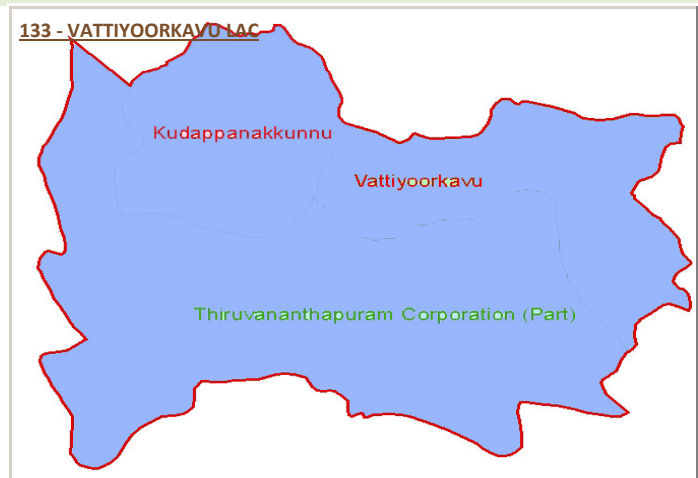 133 - VATTIYOORKAVU LAC
Kudappanakkunnu
Vattiyoorkavu
Thiruvananthapuram Corporation (Part)